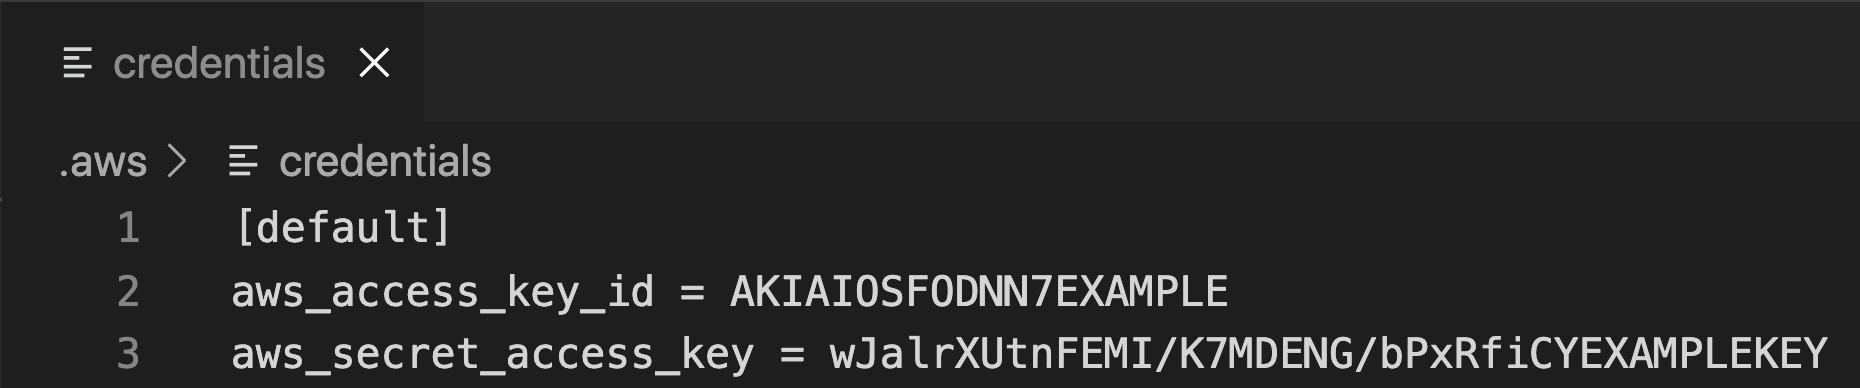 credentials
.aws > credentials
1 [default]
2 aws_access_key_id = AKIAIOSFODNN7EXAMPLE
3 aws_secret_access_key = wJalrXUtnFEMI/K7MDENG/bPxRfiCYEXAMPLEKEY